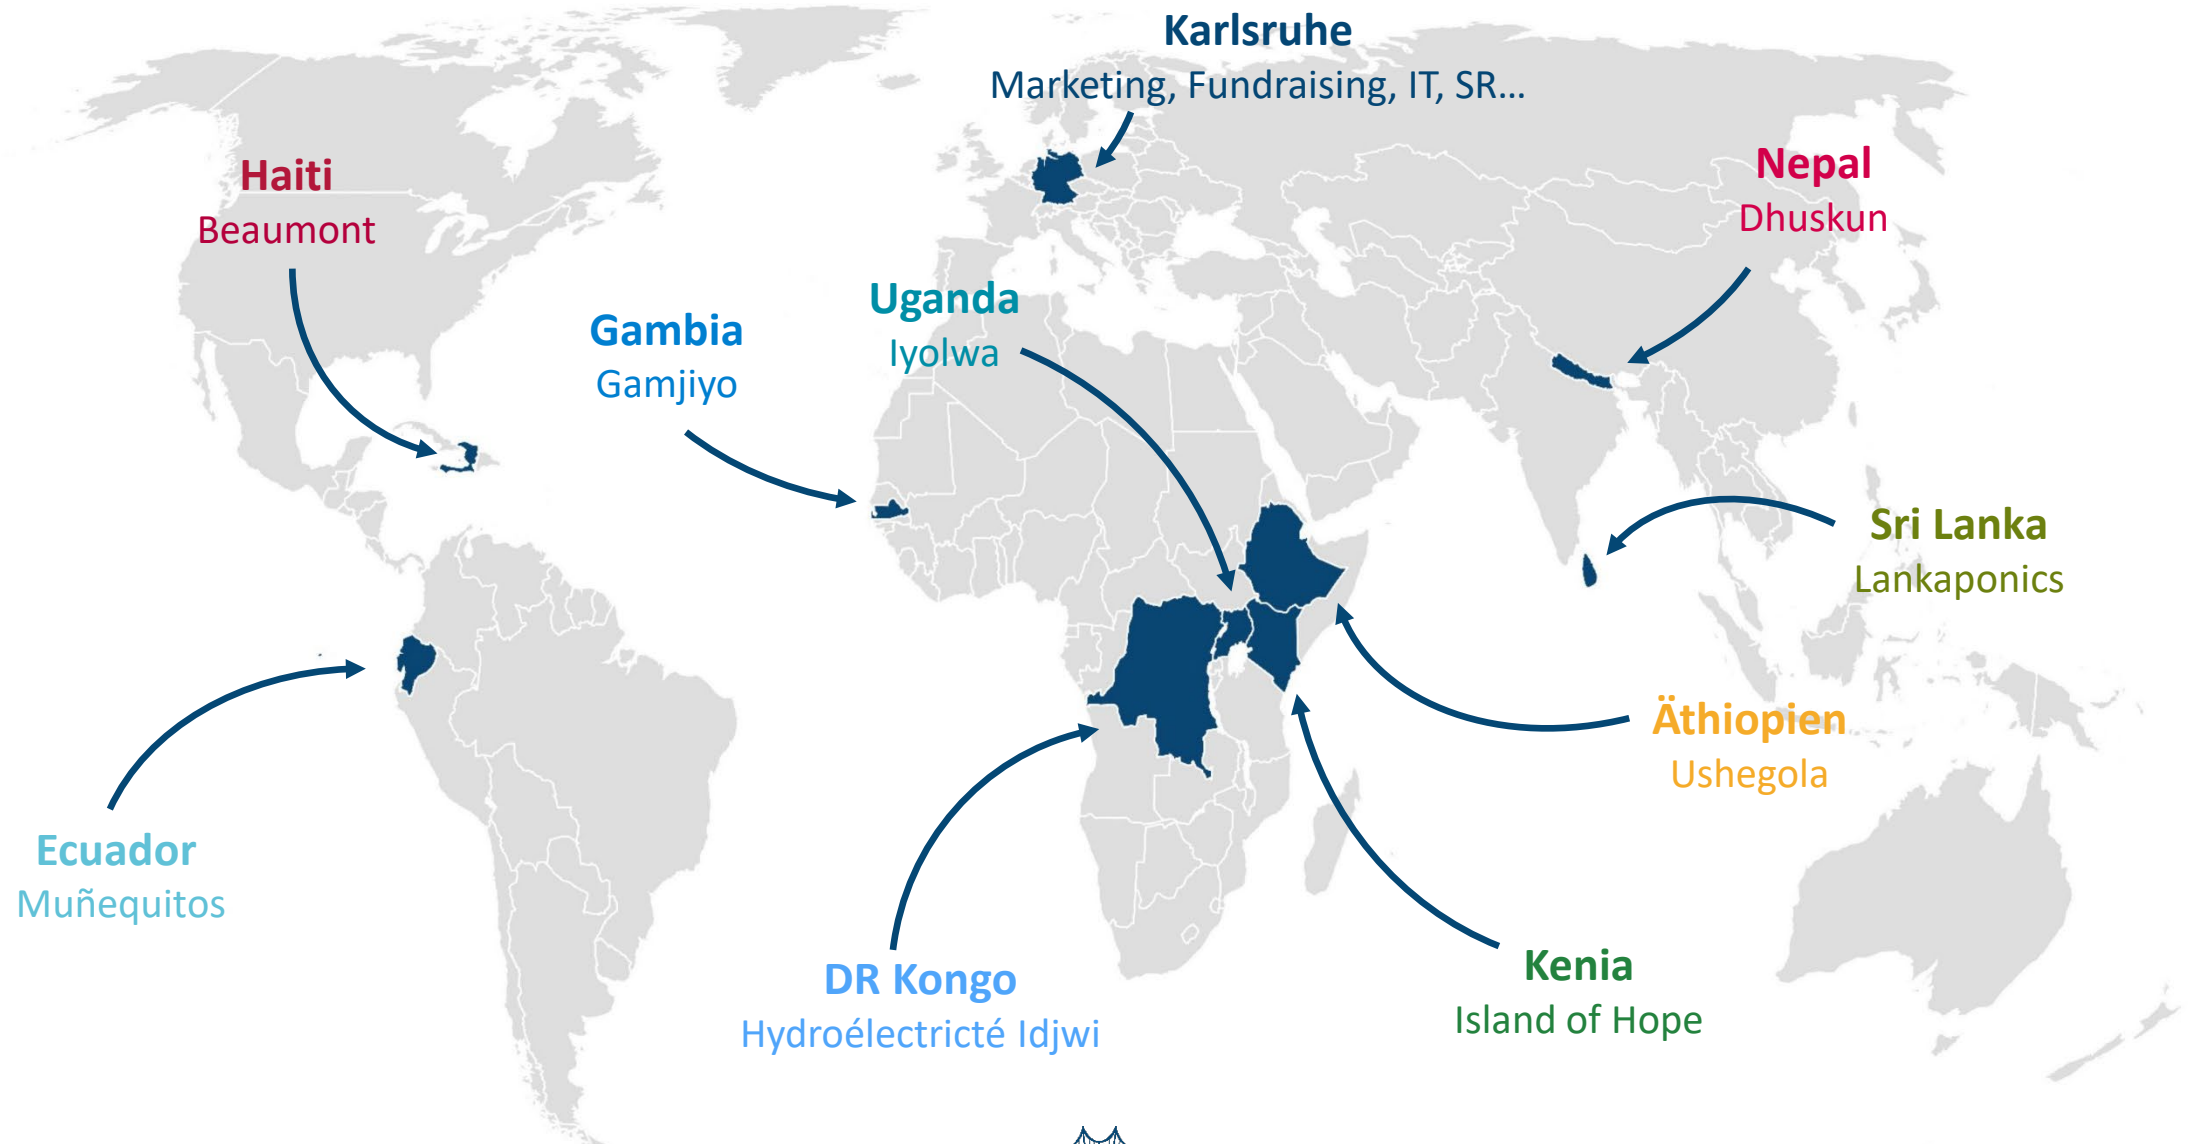 Karlsruhe
Marketing, Fundraising, IT, SR...
Haiti
Beaumont
Nepal
Dhuskun
Uganda
Iyolwa
Gambia
Gamjiyo
Sri Lanka
Lankaponics
Äthiopien
Ushegola
Ecuador
Muñequitos
DR Kongo
Hydroélectricté Idjwi
Kenia
Island of Hope